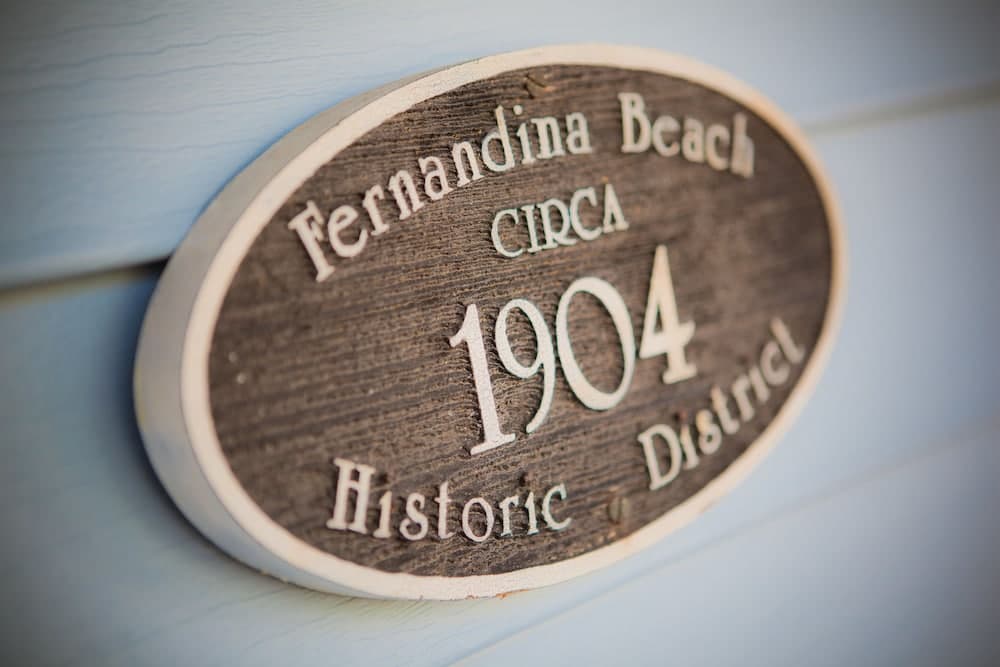 Fernandina Beach
CIRCA
1904
Historic District